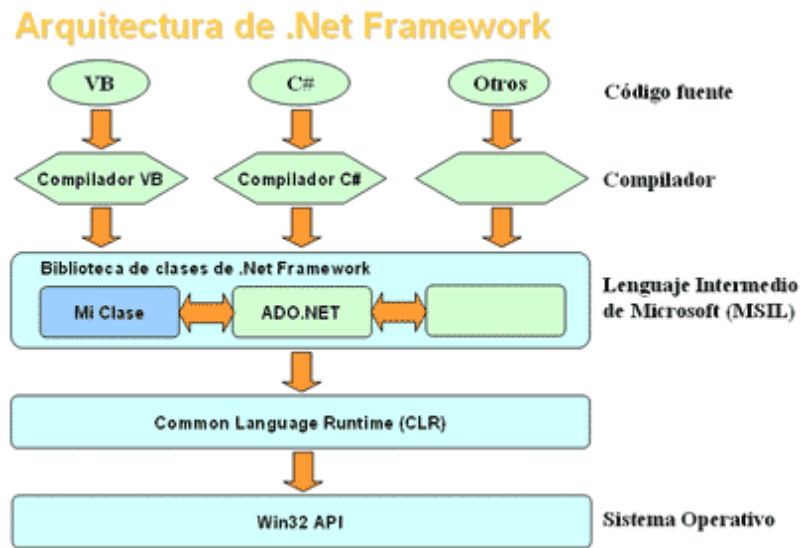 Arquitectura de .Net Framework
VB
C#
Otros
Código fuente
Compilador VB
Compilador C#
Compilador
Biblioteca de clases de .Net Framework
Mi Clase
ADO.NET
Lenguaje Intermedio
de Microsoft (MSIL)
Common Language Runtime (CLR)
Win32 API
Sistema Operativo